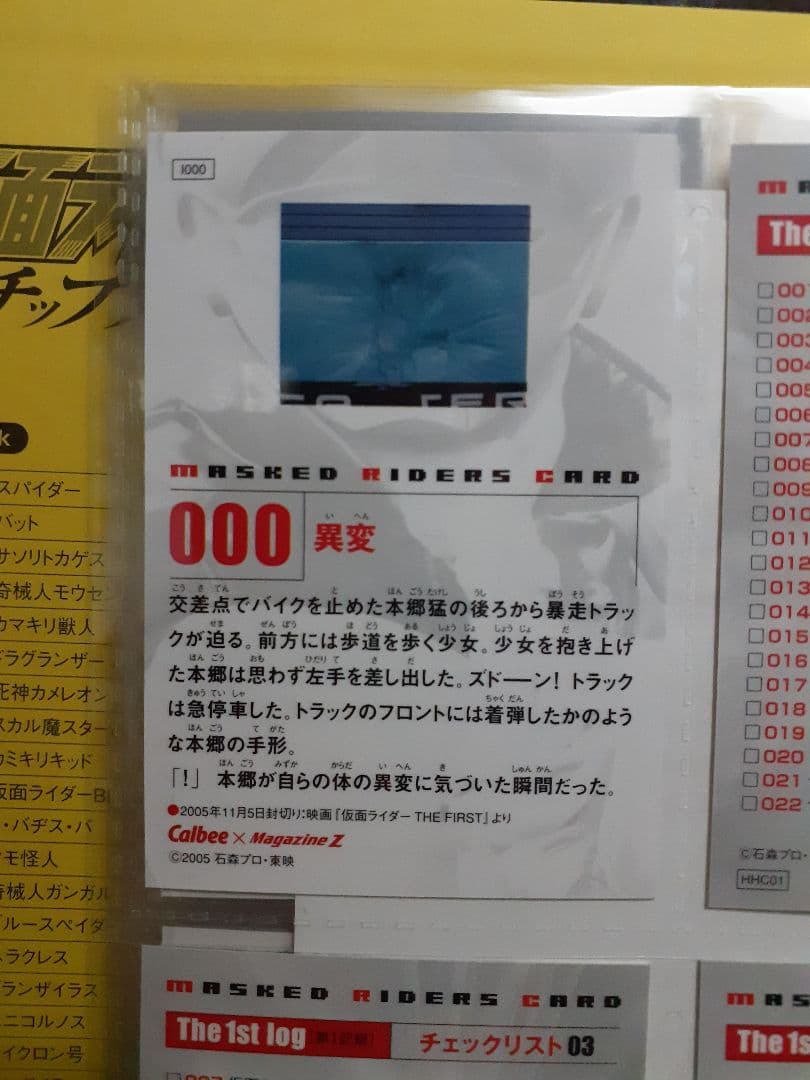 1000
MASKED RIDERS CARD
000 異変
いへん
交差点でバイクを止めた本郷猛の後ろから暴走トラッ
クが迫る。前方には歩道を歩く少女。少女を抱き上げ
た本郷は思わず左手を差し出した。ズドーン! トラック
は急停車した。トラックのフロントには着弾したかのよう
な本郷の手形。
「!」 本郷が自らの体の異変に気づいた瞬間だった。
●2005年11月5日封切り:映画『仮面ライダー THE FIRST』より
Calbee × Magazine Z
©2005 石森プロ・東映
MASKED RIDERS CARD
The 1st log
チェックリスト03
スパイダー
バット
サソリトカゲス
奇械人モウセン
カマキリ獣人
ドラグランザー
死神カメレオン
スカル魔スター
カミキリキッド
仮面ライダーB
・バヂス・バ
クモ怪人
奇械人ガンガル
ブルースペイダ
ヘラクレス
グランザイラス
ユニコルノス
サイクロン号
The
001
002
003
004
005
006
007
008
009
010
011
012
013
014
015
016
017
018
019
020
021
022
©石森プロ・
HHC01
MAS
The 1s